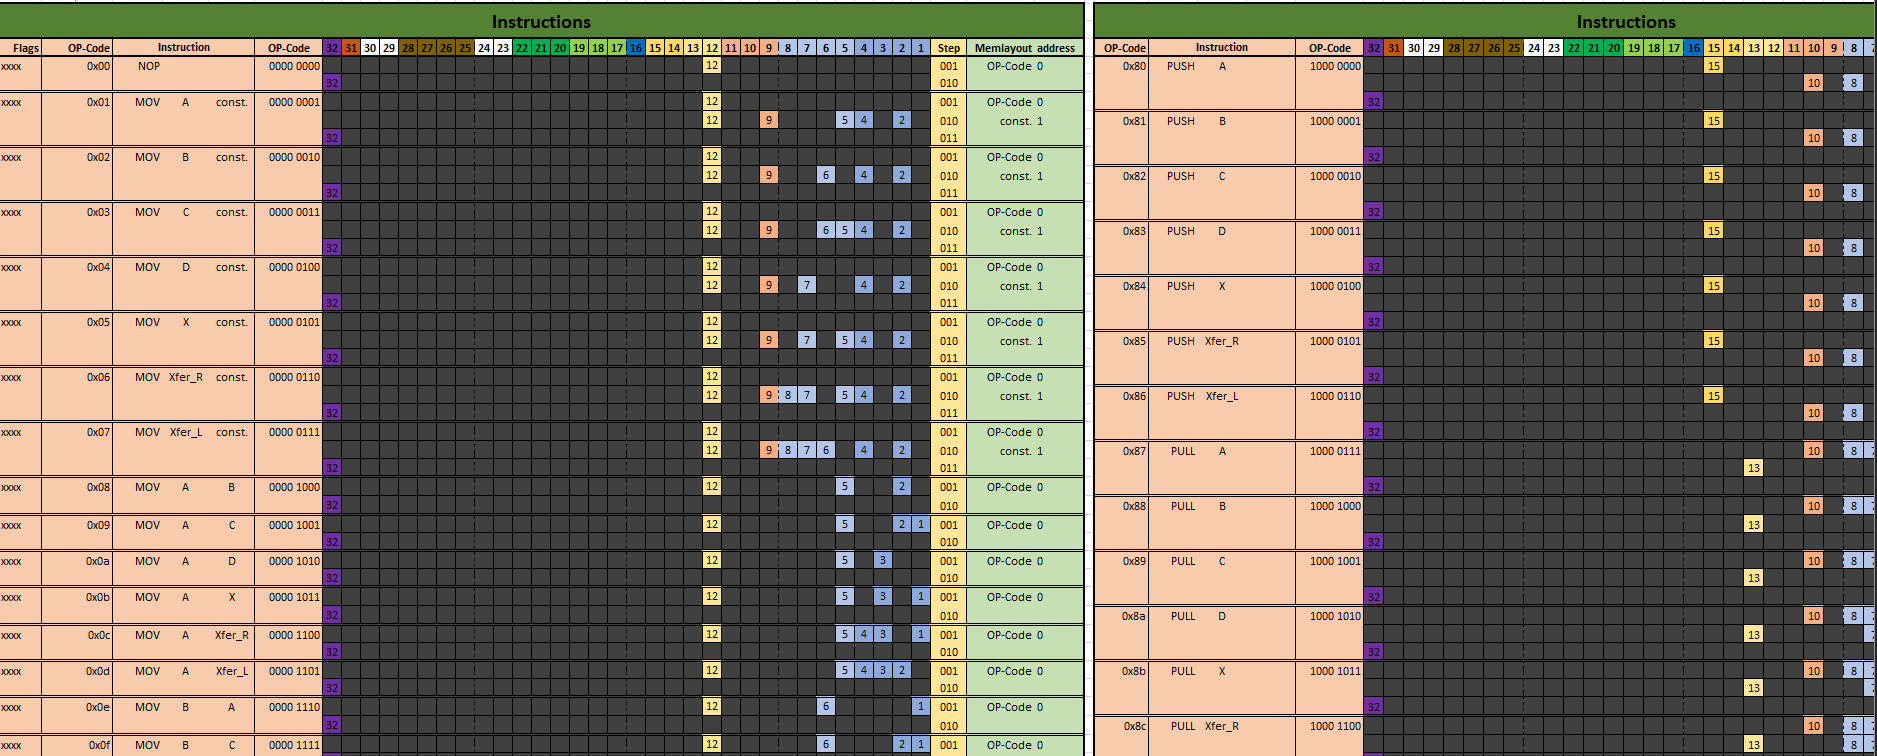 Instructions
Flags OP-Code Instruction OP-Code 32 31 30 29 28 27 26 25 24 23 22 21 20 19 18 17 16 15 14 13 12 11 10 9 8 7 6 5 4 3 2 1 Step Memlayout address
xxxx 0x00 NOP 0000 0000 12 001 OP-Code 0
32 010
xxxx 0x01 MOV A const. 0000 0001 12 001 OP-Code 0
12 9 5 4 2 010 const. 1
32 011
xxxx 0x02 MOV B const. 0000 0010 12 001 OP-Code 0
12 9 6 4 2 010 const. 1
32 011
xxxx 0x03 MOV C const. 0000 0011 12 001 OP-Code 0
12 9 6 5 4 2 010 const. 1
32 011
xxxx 0x04 MOV D const. 0000 0100 12 001 OP-Code 0
12 9 7 4 2 010 const. 1
32 011
xxxx 0x05 MOV X const. 0000 0101 12 001 OP-Code 0
12 9 7 5 4 2 010 const. 1
32 011
xxxx 0x06 MOV Xfer_R const. 0000 0110 12 001 OP-Code 0
12 9 8 7 5 4 2 010 const. 1
32 011
xxxx 0x07 MOV Xfer_L const. 0000 0111 12 001 OP-Code 0
12 9 8 7 6 4 2 010 const. 1
32 011
xxxx 0x08 MOV A B 0000 1000 12 5 2 001 OP-Code 0
32 010
xxxx 0x09 MOV A C 0000 1001 12 5 2 1 001 OP-Code 0
32 010
xxxx 0x0a MOV A D 0000 1010 12 5 3 001 OP-Code 0
32 010
xxxx 0x0b MOV A X 0000 1011 12 5 3 1 001 OP-Code 0
32 010
xxxx 0x0c MOV A Xfer_R 0000 1100 12 5 4 3 1 001 OP-Code 0
32 010
xxxx 0x0d MOV A Xfer_L 0000 1101 12 5 4 3 2 001 OP-Code 0
32 010
xxxx 0x0e MOV B A 0000 1110 12 6 1 001 OP-Code 0
32 010
xxxx 0x0f MOV B C 0000 1111 12 6 2 1 001 OP-Code 0
Instructions
OP-Code Instruction OP-Code 32 31 30 29 28 27 26 25 24 23 22 21 20 19 18 17 16 15 14 13 12 11 10 9 8
0x80 PUSH A 1000 0000 15
10 8
32
0x81 PUSH B 1000 0001 15
10 8
32
0x82 PUSH C 1000 0010 15
10 8
32
0x83 PUSH D 1000 0011 15
10 8
32
0x84 PUSH X 1000 0100 15
10 8
32
0x85 PUSH Xfer_R 1000 0101 15
10 8
32
0x86 PUSH Xfer_L 1000 0110 15
10 8
32
0x87 PULL A 1000 0111 10 8
13
32
0x88 PULL B 1000 1000 10 8
13
32
0x89 PULL C 1000 1001 10 8
13
32
0x8a PULL D 1000 1010 10 8
13
32
0x8b PULL X 1000 1011 10 8
13
32
0x8c PULL Xfer_R 1000 1100 10 8
13 8